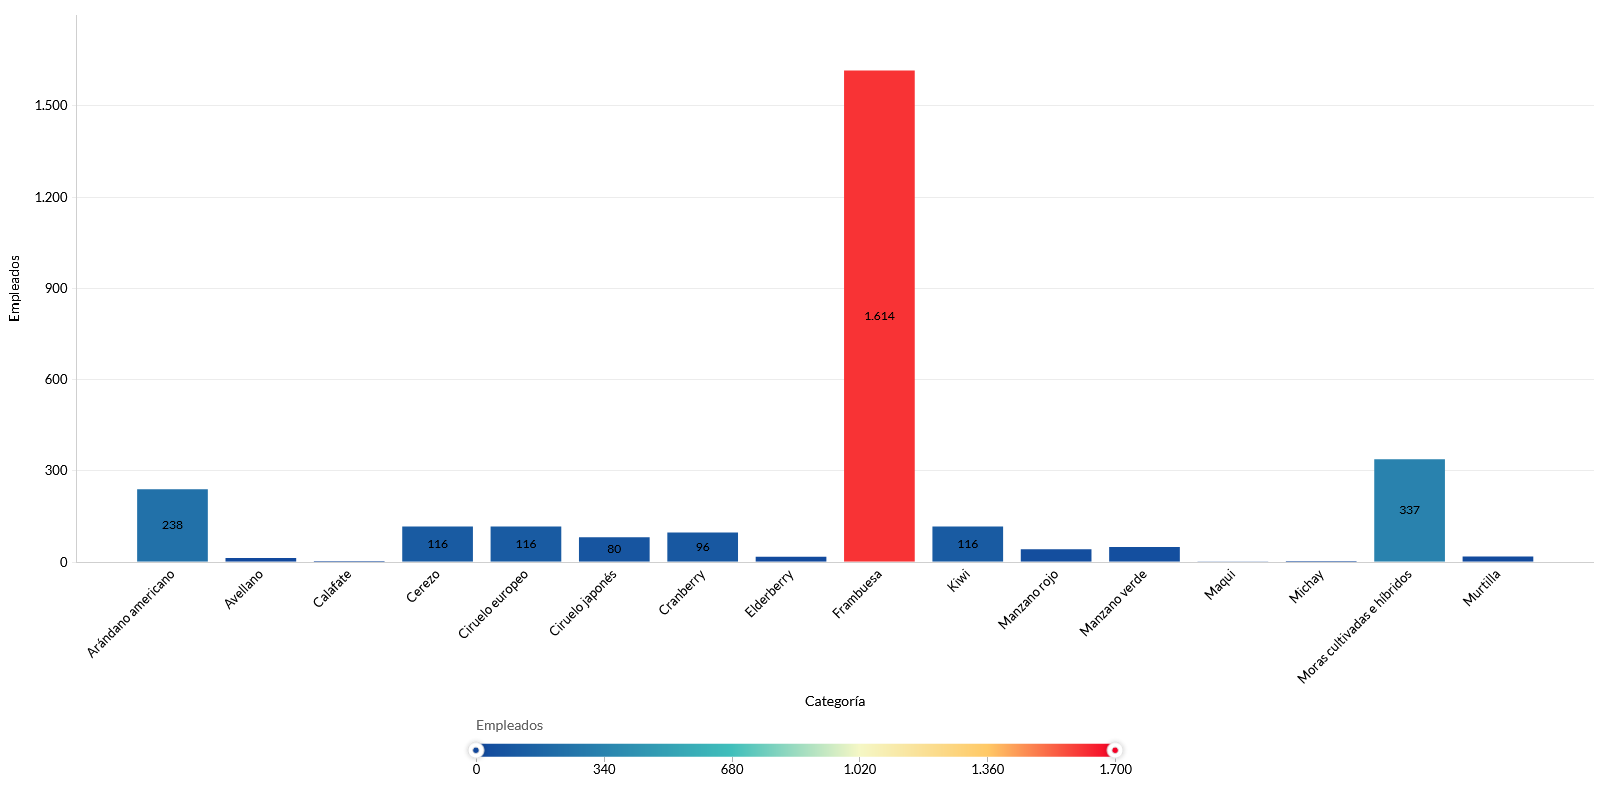 1.500
1.200
900
600
300
0
Empleados
238
116
116
80
96
1.614
116
337
Arándano americano
Avellano
Calafate
Cerezo
Ciruelo europeo
Ciruelo japonés
Cranberry
Elderberry
Frambuesa
Kiwi
Manzano rojo
Manzano verde
Maqui
Michay
Moras cultivadas e híbridos
Murtilla
Categoría
Empleados
0
340
680
1.020
1.360
1.700